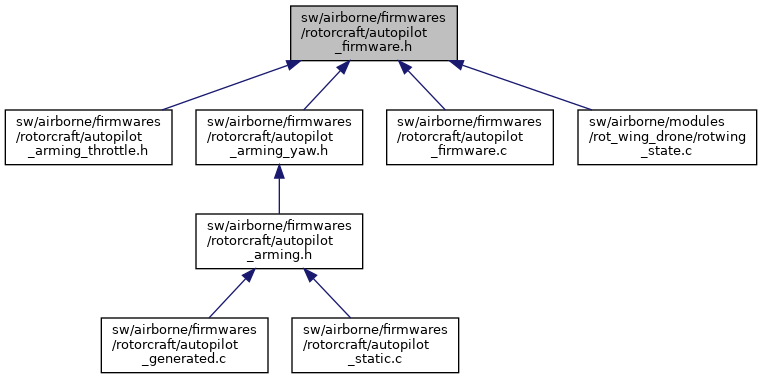 sw/airborne/firmwares
/rotorcraft/autopilot
_firmware.h
sw/airborne/firmwares
/rotorcraft/autopilot
_arming_throttle.h
sw/airborne/firmwares
/rotorcraft/autopilot
_arming_yaw.h
sw/airborne/firmwares
/rotorcraft/autopilot
_firmware.c
sw/airborne/modules
/rot_wing_drone/rotwing
_state.c
sw/airborne/firmwares
/rotorcraft/autopilot
_arming.h
sw/airborne/firmwares
/rotorcraft/autopilot
_generated.c
sw/airborne/firmwares
/rotorcraft/autopilot
_static.c